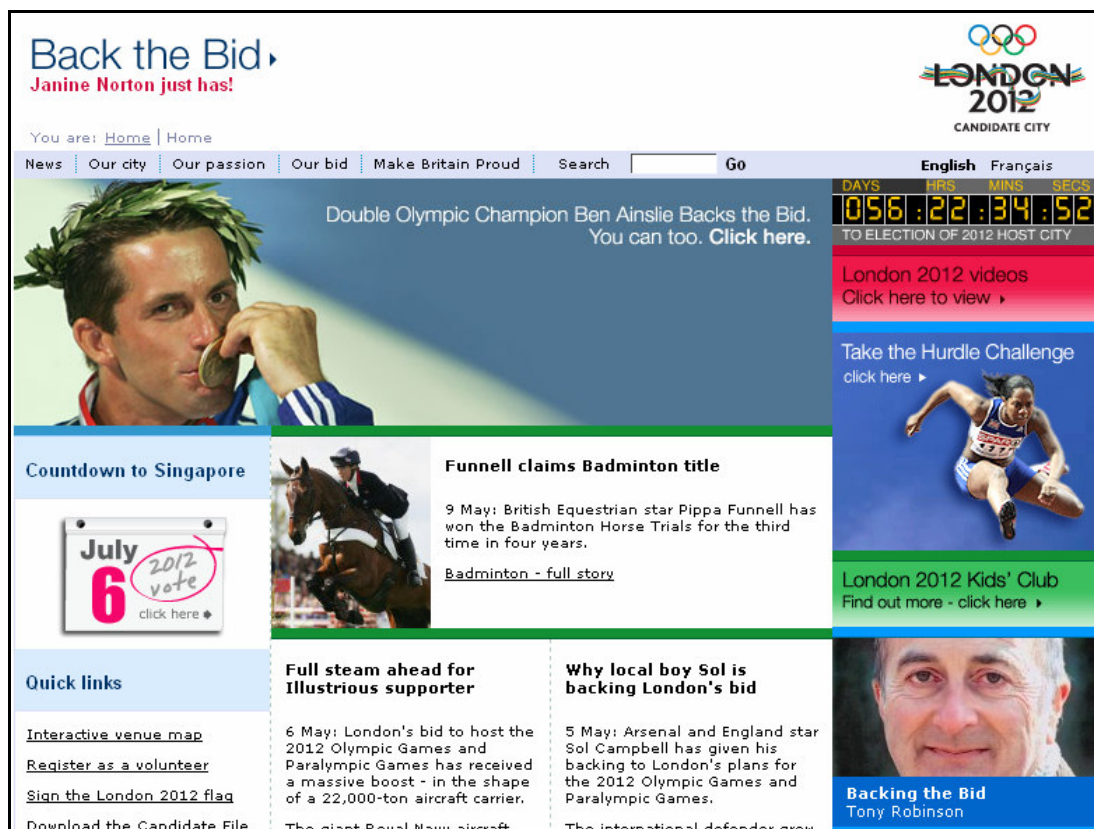 Back the Bid
Janine Norton just has!
LONDON
2012
CANDIDATE CITY
You are: Home | Home
News Our city Our passion Our bid Make Britain Proud Search Go English Français
Double Olympic Champion Ben Ainslie Backs the Bid.
You can too. Click here.
DAYS HRS MINS SECS
056:22:34:52
TO ELECTION OF 2012 HOST CITY
London 2012 videos
Click here to view
Take the Hurdle Challenge
click here
Countdown to Singapore
July
6
2012
vote
click here
Funnell claims Badminton title
9 May: British Equestrian star Pippa Funnell has
won the Badminton Horse Trials for the third
time in four years.
Badminton - full story
London 2012 Kids' Club
Find out more - click here
Quick links
Interactive venue map
Register as a volunteer
Sign the London 2012 flag
Download the Candidate File
Full steam ahead for
Illustrious supporter
6 May: London's bid to host the
2012 Olympic Games and
Paralympic Games has received
a massive boost - in the shape
of a 22,000-ton aircraft carrier.
The giant Royal Navy aircraft
Why local boy Sol is
backing London's bid
5 May: Arsenal and England star
Sol Campbell has given his
backing to London's plans for
the 2012 Olympic Games and
Paralympic Games.
The international defender grew
Backing the Bid
Tony Robinson